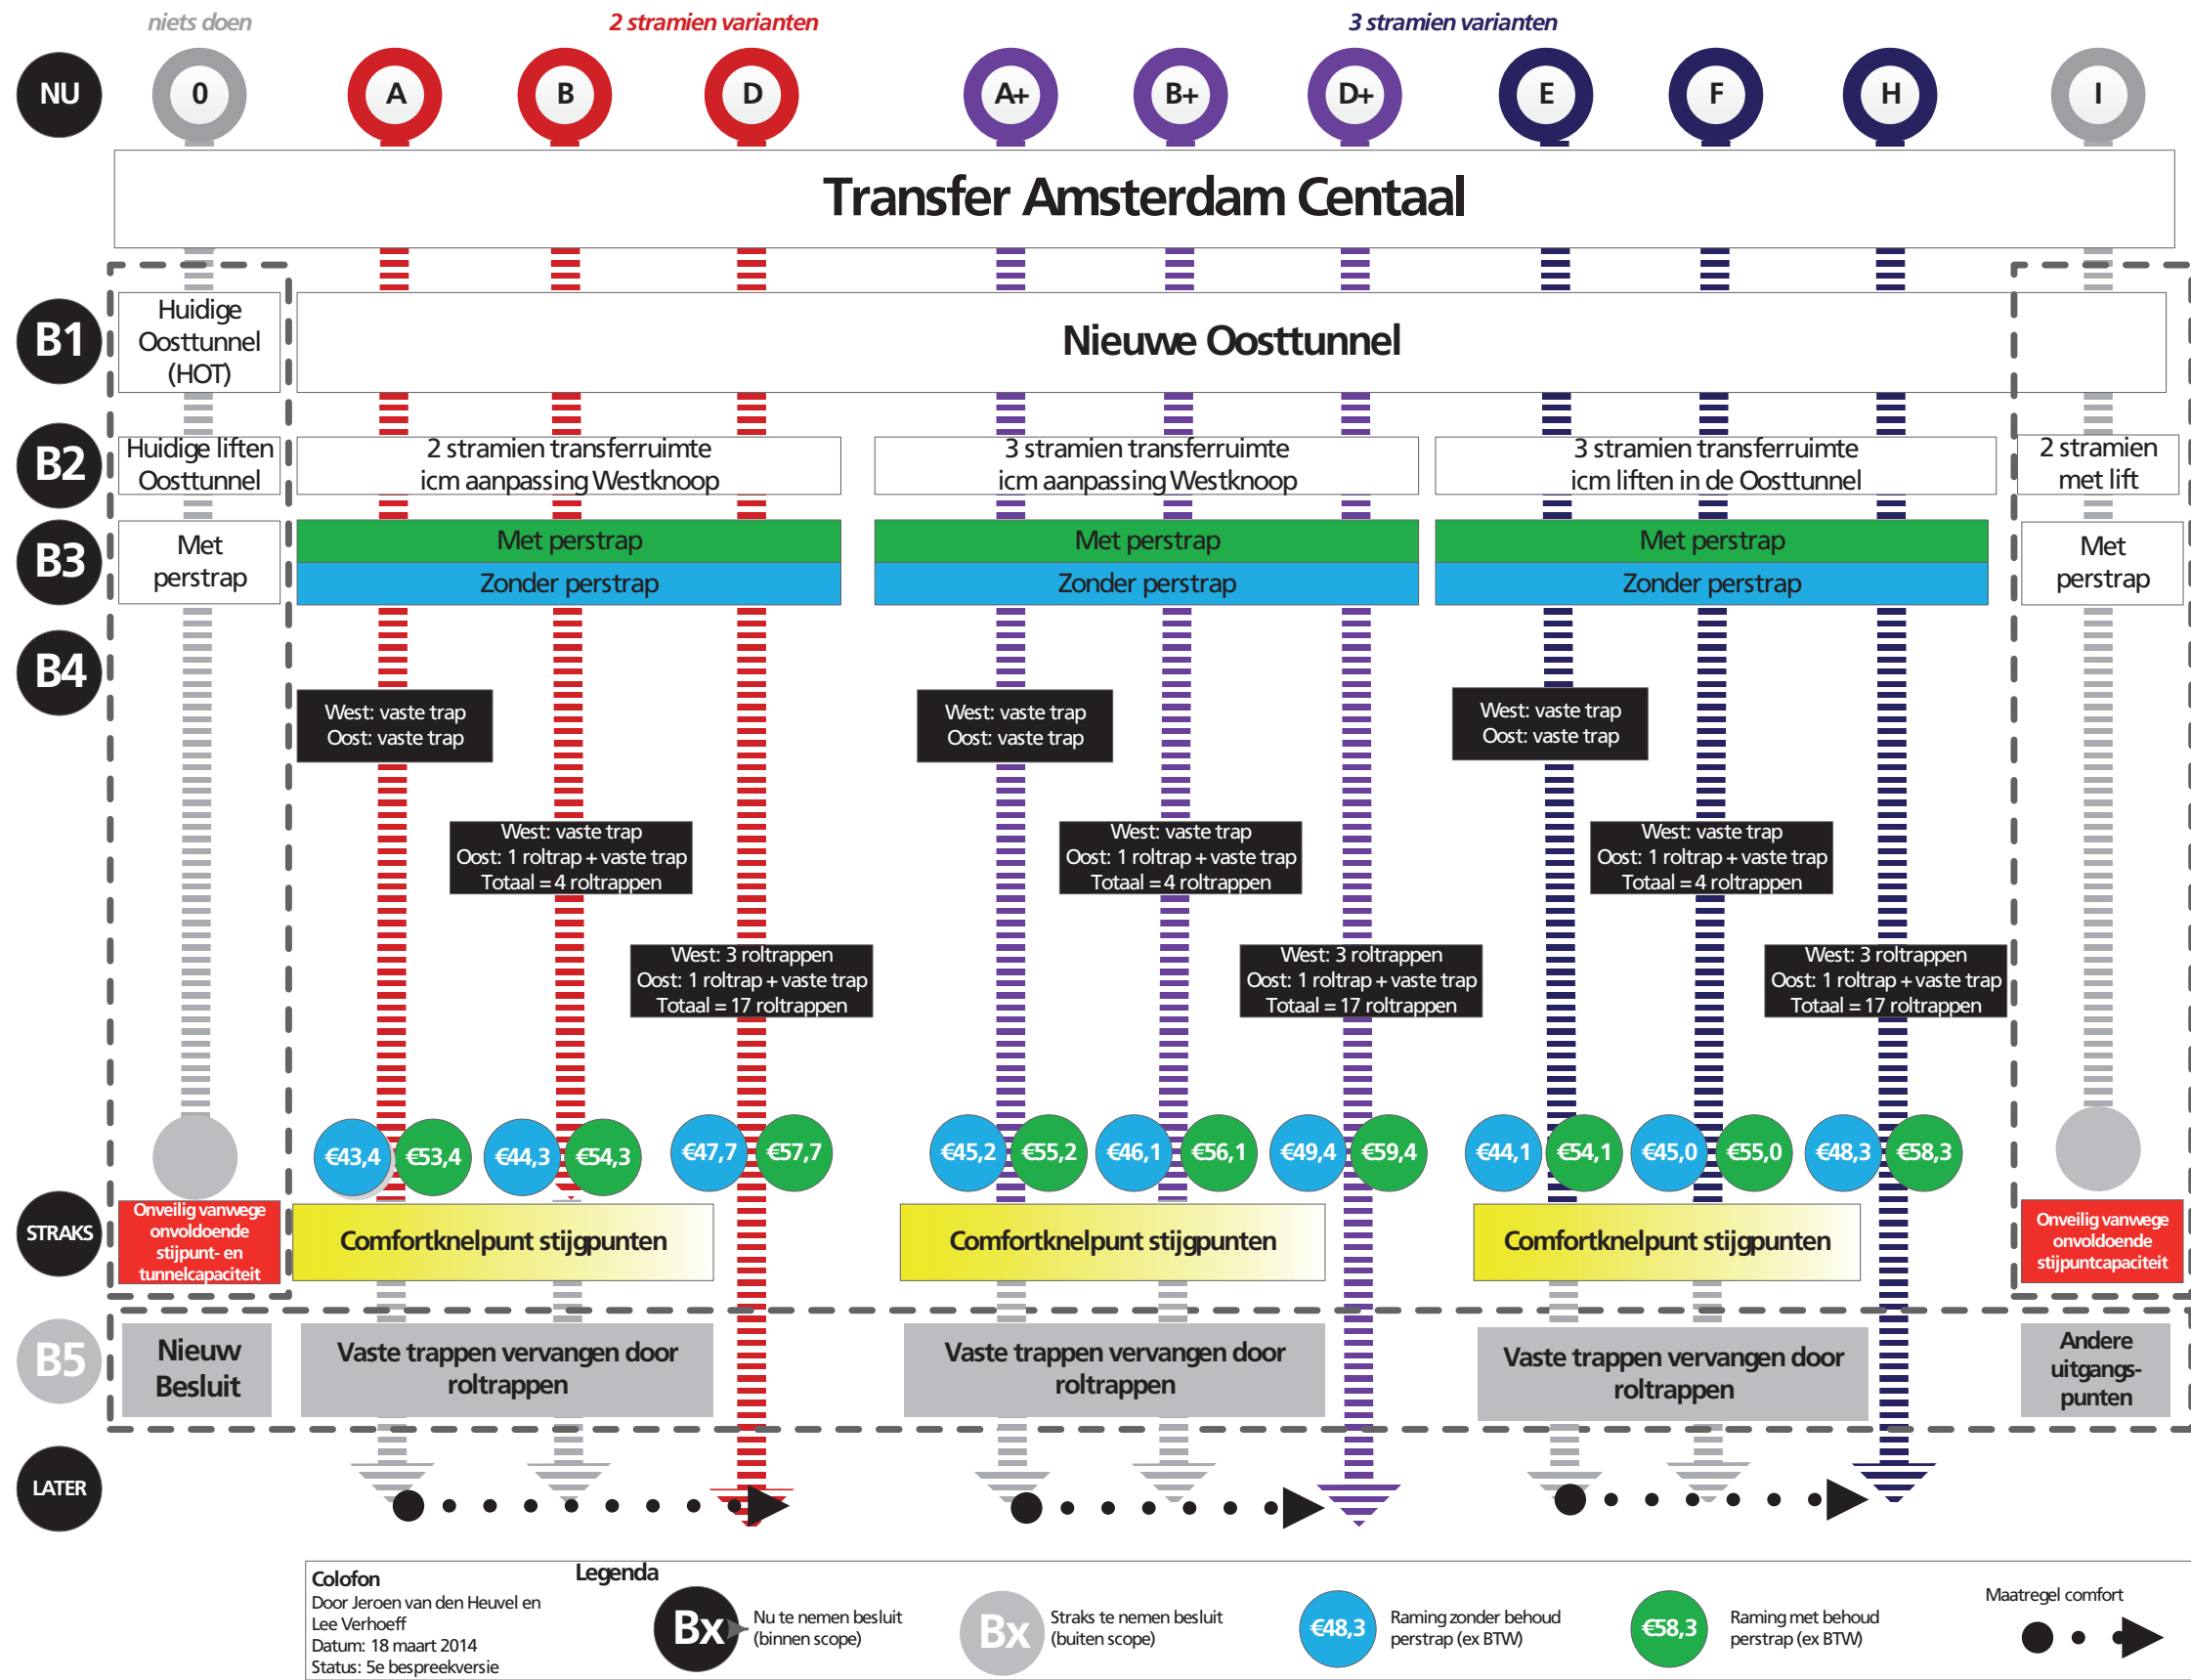 niets doen
2 stramien varianten
3 stramien varianten
NU
0
A
B
D
A+
B+
D+
E
F
H
I
Transfer Amsterdam Centaal
B1
Huidige
Oosttunnel
(HOT)
Nieuwe Oosttunnel
B2
Huidige liften
Oosttunnel
2 stramien transferruimte
icm aanpassing Westknoop
3 stramien transferruimte
icm aanpassing Westknoop
3 stramien transferruimte
icm liften in de Oosttunnel
2 stramien
met lift
B3
Met
perstrap
Met perstrap
Zonder perstrap
Met perstrap
Zonder perstrap
Met perstrap
Zonder perstrap
Met
perstrap
B4
West: vaste trap
Oost: vaste trap
West: vaste trap
Oost: vaste trap
West: vaste trap
Oost: vaste trap
West: vaste trap
Oost: 1 roltrap + vaste trap
Totaal = 4 roltrappen
West: vaste trap
Oost: 1 roltrap + vaste trap
Totaal = 4 roltrappen
West: vaste trap
Oost: 1 roltrap + vaste trap
Totaal = 4 roltrappen
West: 3 roltrappen
Oost: 1 roltrap + vaste trap
Totaal = 17 roltrappen
West: 3 roltrappen
Oost: 1 roltrap + vaste trap
Totaal = 17 roltrappen
West: 3 roltrappen
Oost: 1 roltrap + vaste trap
Totaal = 17 roltrappen
€43,4
€53,4
€44,3
€54,3
€47,7
€57,7
€45,2
€55,2
€46,1
€56,1
€49,4
€59,4
€44,1
€54,1
€45,0
€55,0
€48,3
€58,3
STRAKS
Onveilig vanwege
onvoldoende
stijpunt- en
tunnelcapaciteit
Comfortknelpunt stijgpunten
Comfortknelpunt stijgpunten
Comfortknelpunt stijgpunten
Onveilig vanwege
onvoldoende
stijpuntcapaciteit
B5
Nieuw
Besluit
Vaste trappen vervangen door
roltrappen
Vaste trappen vervangen door
roltrappen
Vaste trappen vervangen door
roltrappen
Andere
uitgangs-
punten
LATER
Colofon
Door Jeroen van den Heuvel en
Lee Verhoeff
Datum: 18 maart 2014
Status: 5e bespreekversie
Legenda
Bx
Nu te nemen besluit
(binnen scope)
Bx
Straks te nemen besluit
(buiten scope)
€48,3
Raming zonder behoud
perstrap (ex BTW)
€58,3
Raming met behoud
perstrap (ex BTW)
Maatregel comfort